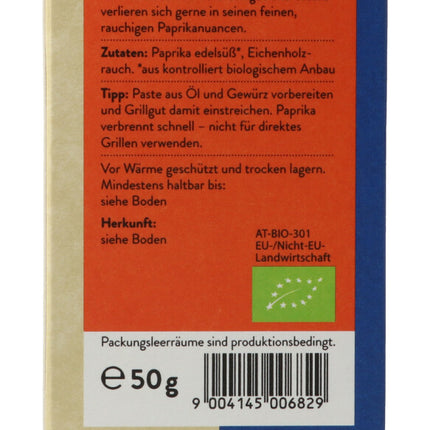 verlieren sich gerne in seinen feinen,
rauchigen Paprikanuancen.
Zutaten: Paprika edelsüß*, Eichenholz-
rauch. *aus kontrolliert biologischem Anbau
Tipp: Paste aus Öl und Gewürz vorbereiten
und Grillgut damit einstreichen. Paprika
verbrennt schnell – nicht für direktes
Grillen verwenden.
Vor Wärme geschützt und trocken lagern.
Mindestens haltbar bis:
siehe Boden
Herkunft:
siehe Boden
AT-BIO-301
EU-/Nicht-EU-
Landwirtschaft
Packungsleerräume sind produktionsbedingt.
℮ 50 g
9 004145 006829